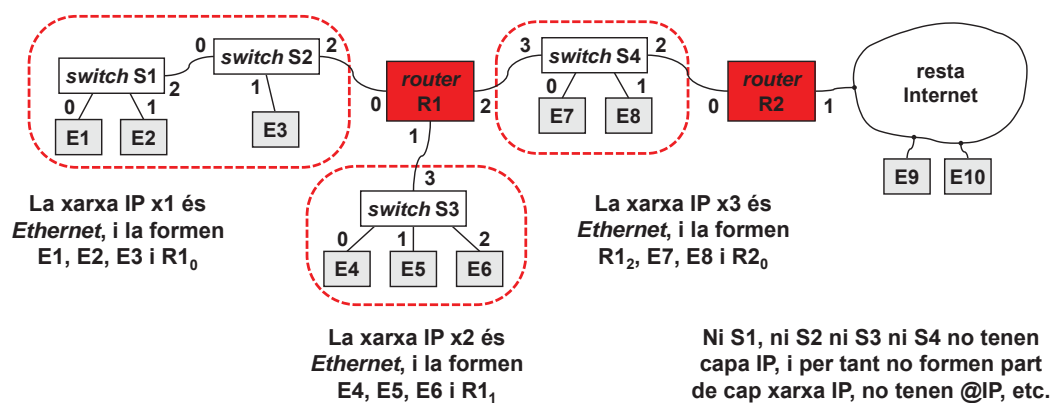 0
switch S1
2
0
1
E1
E2
0
switch S2
2
1
E3
router
R1
0
2
1
3
switch S3
0
1
2
E4
E5
E6
3
switch S4
2
0
1
E7
E8
router
R2
0
1
resta
Internet
E9
E10
La xarxa IP x1 és
Ethernet, i la formen
E1, E2, E3 i R1₀
La xarxa IP x2 és
Ethernet, i la formen
E4, E5, E6 i R1₁
La xarxa IP x3 és
Ethernet, i la formen
R1₂, E7, E8 i R2₀
Ni S1, ni S2 ni S3 ni S4 no tenen
capa IP, i per tant no formen part
de cap xarxa IP, no tenen @IP, etc.